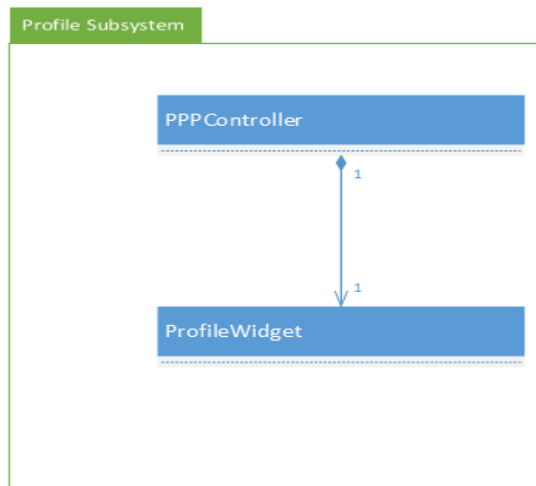 Profile Subsystem
PPPController
1
1
ProfileWidget